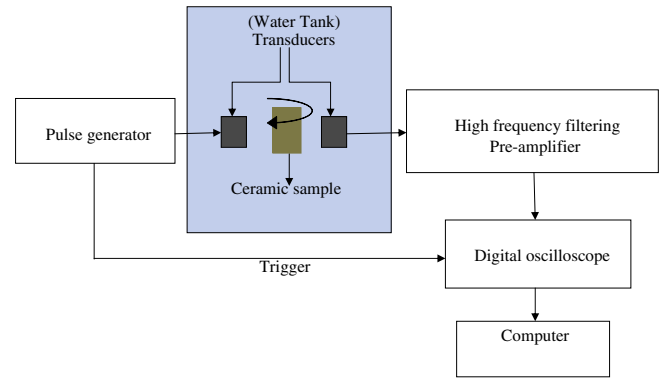 (Water Tank)
Transducers
Pulse generator
High frequency filtering
Pre-amplifier
Ceramic sample
Trigger
Digital oscilloscope
Computer